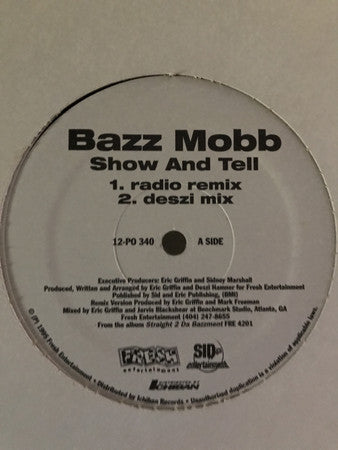 Bazz Mobb
Show And Tell
1. radio remix
2. deszi mix
12-PO 340
A SIDE
Executive Producers: Eric Griffin and Sidney Marshall
Produced, Written and Arranged by Eric Griffin and Deszi Hammer for Fresh Entertainment
Published by Sid and Eric Publishing, (BMI)
Remix Version Produced by Eric Griffin and Mark Freeman
Mixed by Eric Griffin and Jarvis Blackshear at Benchmark Studio, Atlanta, GA
Fresh Entertainment (404) 247-8655
From the album Straight 2 Da Bazzment FRE 4201
FRESH
entertainment
SID
entertainment
ICHIBAN
© (P) 1995 Fresh Entertainment. • Distributed by Ichiban Records • Unauthorized duplication is a violation of applicable laws.